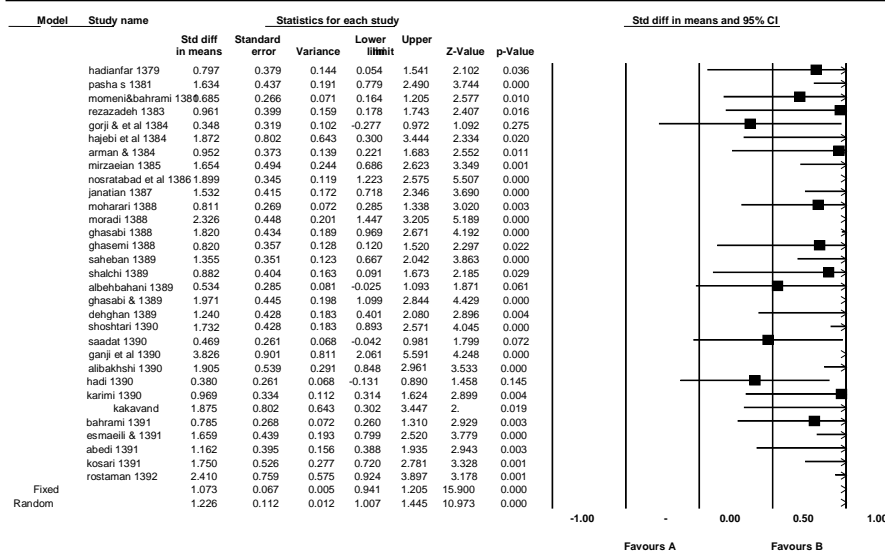 Model Study name Statistics for each study Std diff in means and 95% CI
Std diff Standard Lower Upper
in means error Variance limit limit Z-Value p-Value
hadianfar 1379 0.797 0.379 0.144 0.054 1.541 2.102 0.036
pasha s 1381 1.634 0.437 0.191 0.779 2.490 3.744 0.000
momeni&bahrami 1380 0.685 0.266 0.071 0.164 1.205 2.577 0.010
rezazadeh 1383 0.961 0.399 0.159 0.178 1.743 2.407 0.016
gorji & et al 1384 0.348 0.319 0.102 -0.277 0.972 1.092 0.275
hajebi et al 1384 1.872 0.802 0.643 0.300 3.444 2.334 0.020
arman & 1384 0.952 0.373 0.139 0.221 1.683 2.552 0.011
mirzaeian 1385 1.654 0.494 0.244 0.686 2.623 3.349 0.001
nosratabad et al 1386 1.899 0.345 0.119 1.223 2.575 5.507 0.000
janatian 1387 1.532 0.415 0.172 0.718 2.346 3.690 0.000
moharari 1388 0.811 0.269 0.072 0.285 1.338 3.020 0.003
moradi 1388 2.326 0.448 0.201 1.447 3.205 5.189 0.000
ghasabi 1388 1.820 0.434 0.189 0.969 2.671 4.192 0.000
ghasemi 1388 0.820 0.357 0.128 0.120 1.520 2.297 0.022
saheban 1389 1.355 0.351 0.123 0.667 2.042 3.863 0.000
shalchi 1389 0.882 0.404 0.163 0.091 1.673 2.185 0.029
albehbahani 1389 0.534 0.285 0.081 -0.025 1.093 1.871 0.061
ghasabi & 1389 1.971 0.445 0.198 1.099 2.844 4.429 0.000
dehghan 1389 1.240 0.428 0.183 0.401 2.080 2.896 0.004
shoshtari 1390 1.732 0.428 0.183 0.893 2.571 4.045 0.000
saadat 1390 0.469 0.261 0.068 -0.042 0.981 1.799 0.072
ganji et al 1390 3.826 0.901 0.811 2.061 5.591 4.248 0.000
alibakhshi 1390 1.905 0.539 0.291 0.848 2.961 3.533 0.000
hadi 1390 0.380 0.261 0.068 -0.131 0.890 1.458 0.145
karimi 1390 0.969 0.334 0.112 0.314 1.624 2.899 0.004
kakavand 1.875 0.802 0.643 0.302 3.447 2. 0.019
bahrami 1391 0.785 0.268 0.072 0.260 1.310 2.929 0.003
esmaeili & 1391 1.659 0.439 0.193 0.799 2.520 3.779 0.000
abedi 1391 1.162 0.395 0.156 0.388 1.935 2.943 0.003
kosari 1391 1.750 0.526 0.277 0.720 2.781 3.328 0.001
rostaman 1392 2.410 0.759 0.575 0.924 3.897 3.178 0.001
Fixed 1.073 0.067 0.005 0.941 1.205 15.900 0.000
Random 1.226 0.112 0.012 1.007 1.445 10.973 0.000
-1.00 - 0.00 0.50 1.00
Favours A Favours B